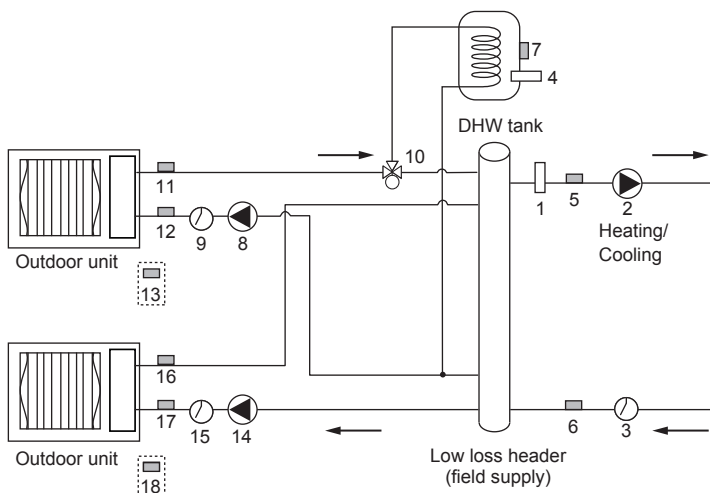 7
4
DHW tank
10
11
12
9
8
Outdoor unit
13
1
5
2
Heating/
Cooling
16
17
15
14
Outdoor unit
18
6
3
Low loss header
(field supply)